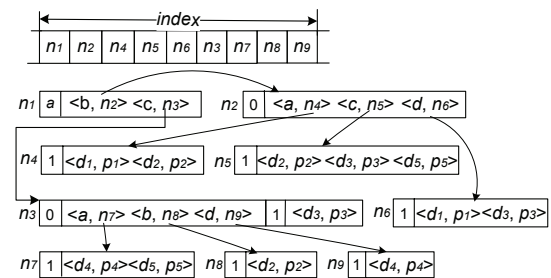 index
n1 n2 n4 n5 n6 n3 n7 n8 n9
n1 a <b, n2> <c, n3> n2 0 <a, n4> <c, n5> <d, n6>
n4 1 <d1, p1><d2, p2> n5 1 <d2, p2><d3, p3><d5, p5>
n3 0 <a, n7> <b, n8> <d, n9> 1 <d3, p3> n6 1 <d1, p1><d3, p3>
n7 1 <d4, p4><d5, p5> n8 1 <d2, p2> n9 1 <d4, p4>